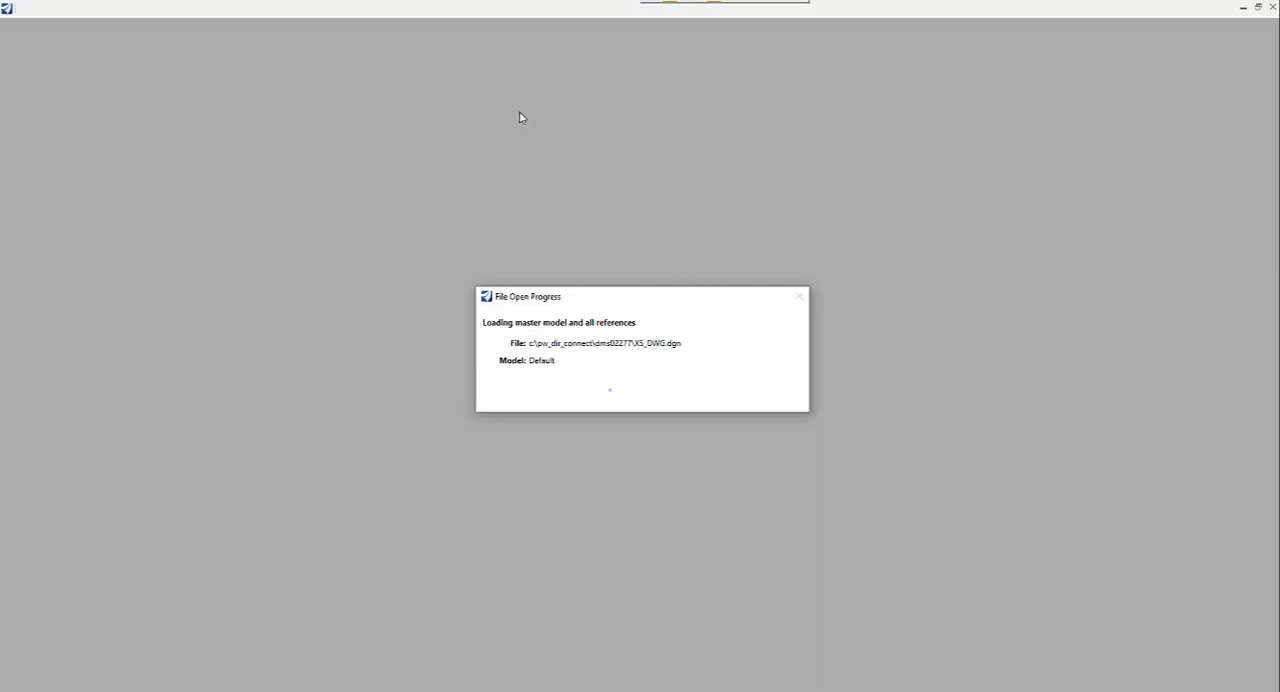 File Open Progress
Loading master model and all references
File: c:\pw_dir_connect\dms02277\XS_DWG.dgn
Model: Default